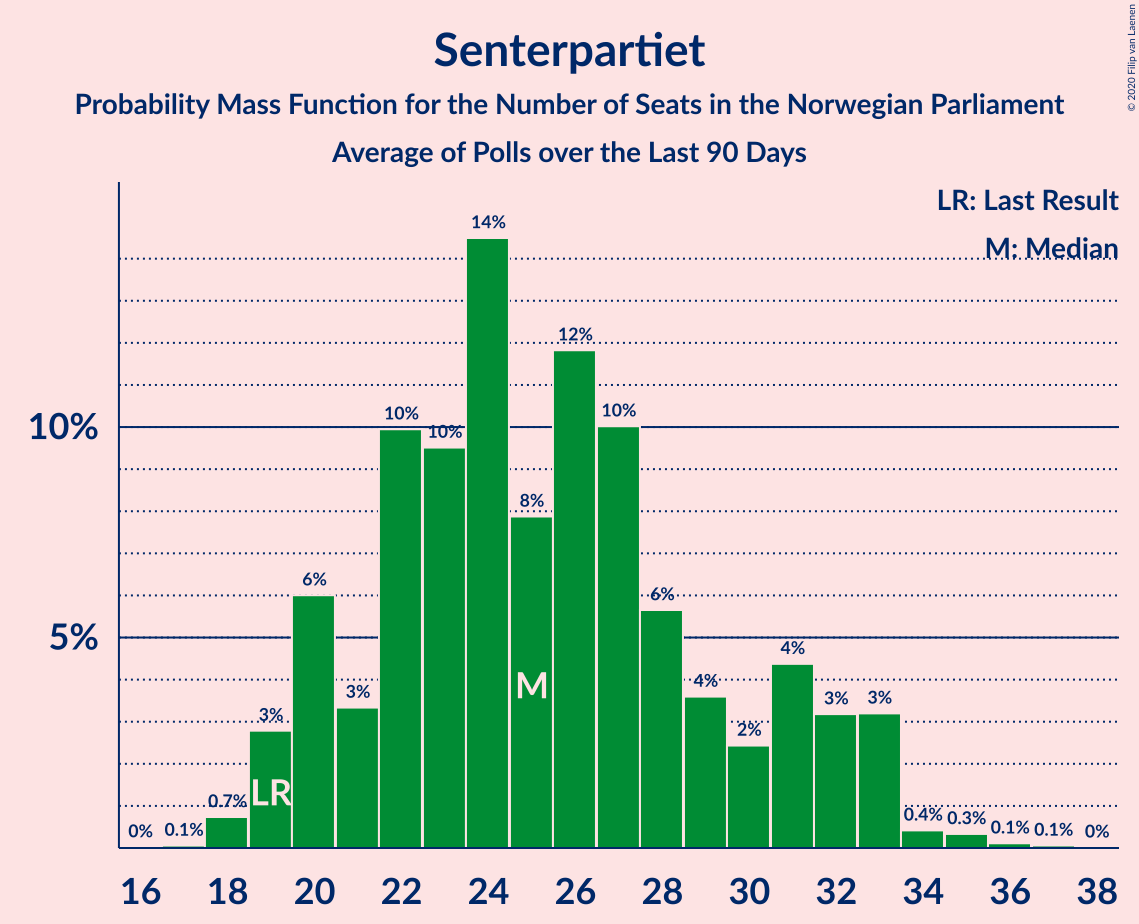 Senterpartiet
Probability Mass Function for the Number of Seats in the Norwegian Parliament
Average of Polls over the Last 90 Days
© 2020 Filip van Laenen
LR: Last Result
M: Median
14%
12%
10%
10%
10%
10%
8%
6%
6%
5%
4%
4%
3%
3%
3%
3%
2%
M
LR
0%
0.1%
0.7%
0.4%
0.3%
0.1%
0.1%
0%
16 18 20 22 24 26 28 30 32 34 36 38